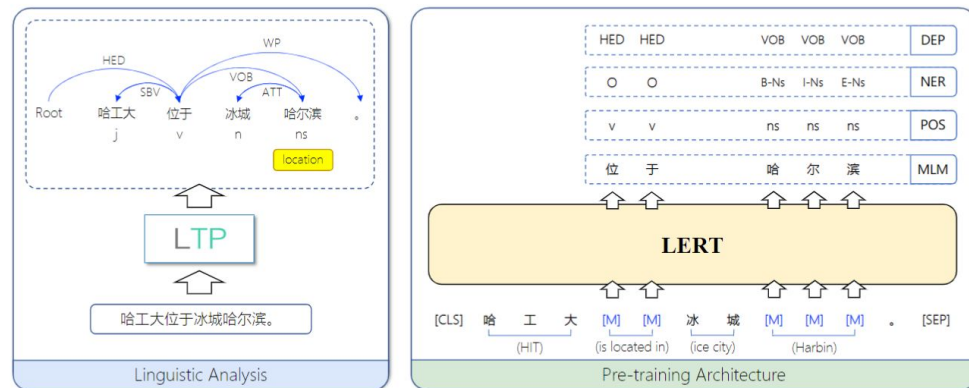 WP
HED
VOB
SBV
ATT
Root 哈工大 位于 冰城 哈尔滨 。
j v n ns
location
LTP
哈工大位于冰城哈尔滨。
Linguistic Analysis
HED HED VOB VOB VOB DEP
O O B-Ns I-Ns E-Ns NER
v v ns ns ns POS
位 于 哈 尔 滨 MLM
LERT
[CLS] 哈 工 大 [M] [M] 冰 城 [M] [M] [M] 。 [SEP]
(HIT) (is located in) (ice city) (Harbin)
Pre-training Architecture